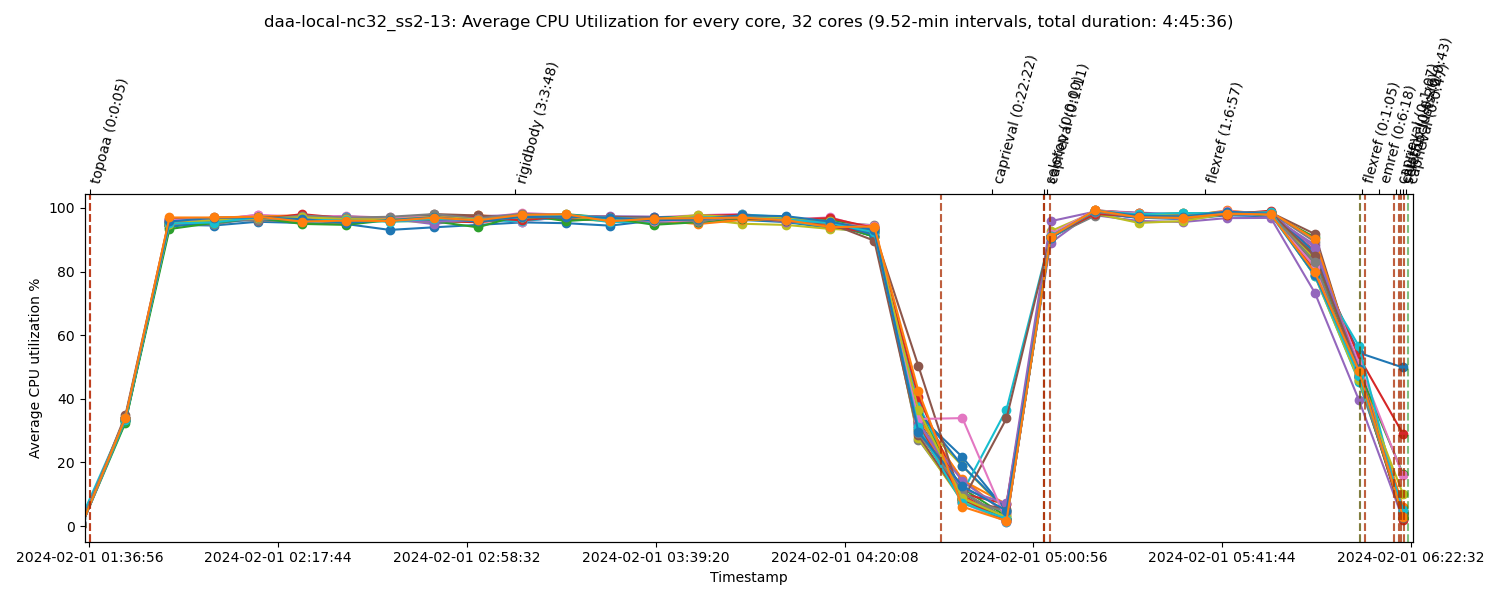 daa-local-nc32_ss2-13: Average CPU Utilization for every core, 32 cores (9.52-min intervals, total duration: 4:45:36)
topoaa (0:0:05)
rigidbody (3:3:48)
caprieval (0:22:22)
caprieval (0:1:11)
flexref (1:6:57)
flexref (0:1:05)
emref (0:6:18)
Average CPU utilization %
100
80
60
40
20
0
2024-02-01 01:36:56
2024-02-01 02:17:44
2024-02-01 02:58:32
2024-02-01 03:39:20
2024-02-01 04:20:08
2024-02-01 05:00:56
2024-02-01 05:41:44
2024-02-01 06:22:32
Timestamp